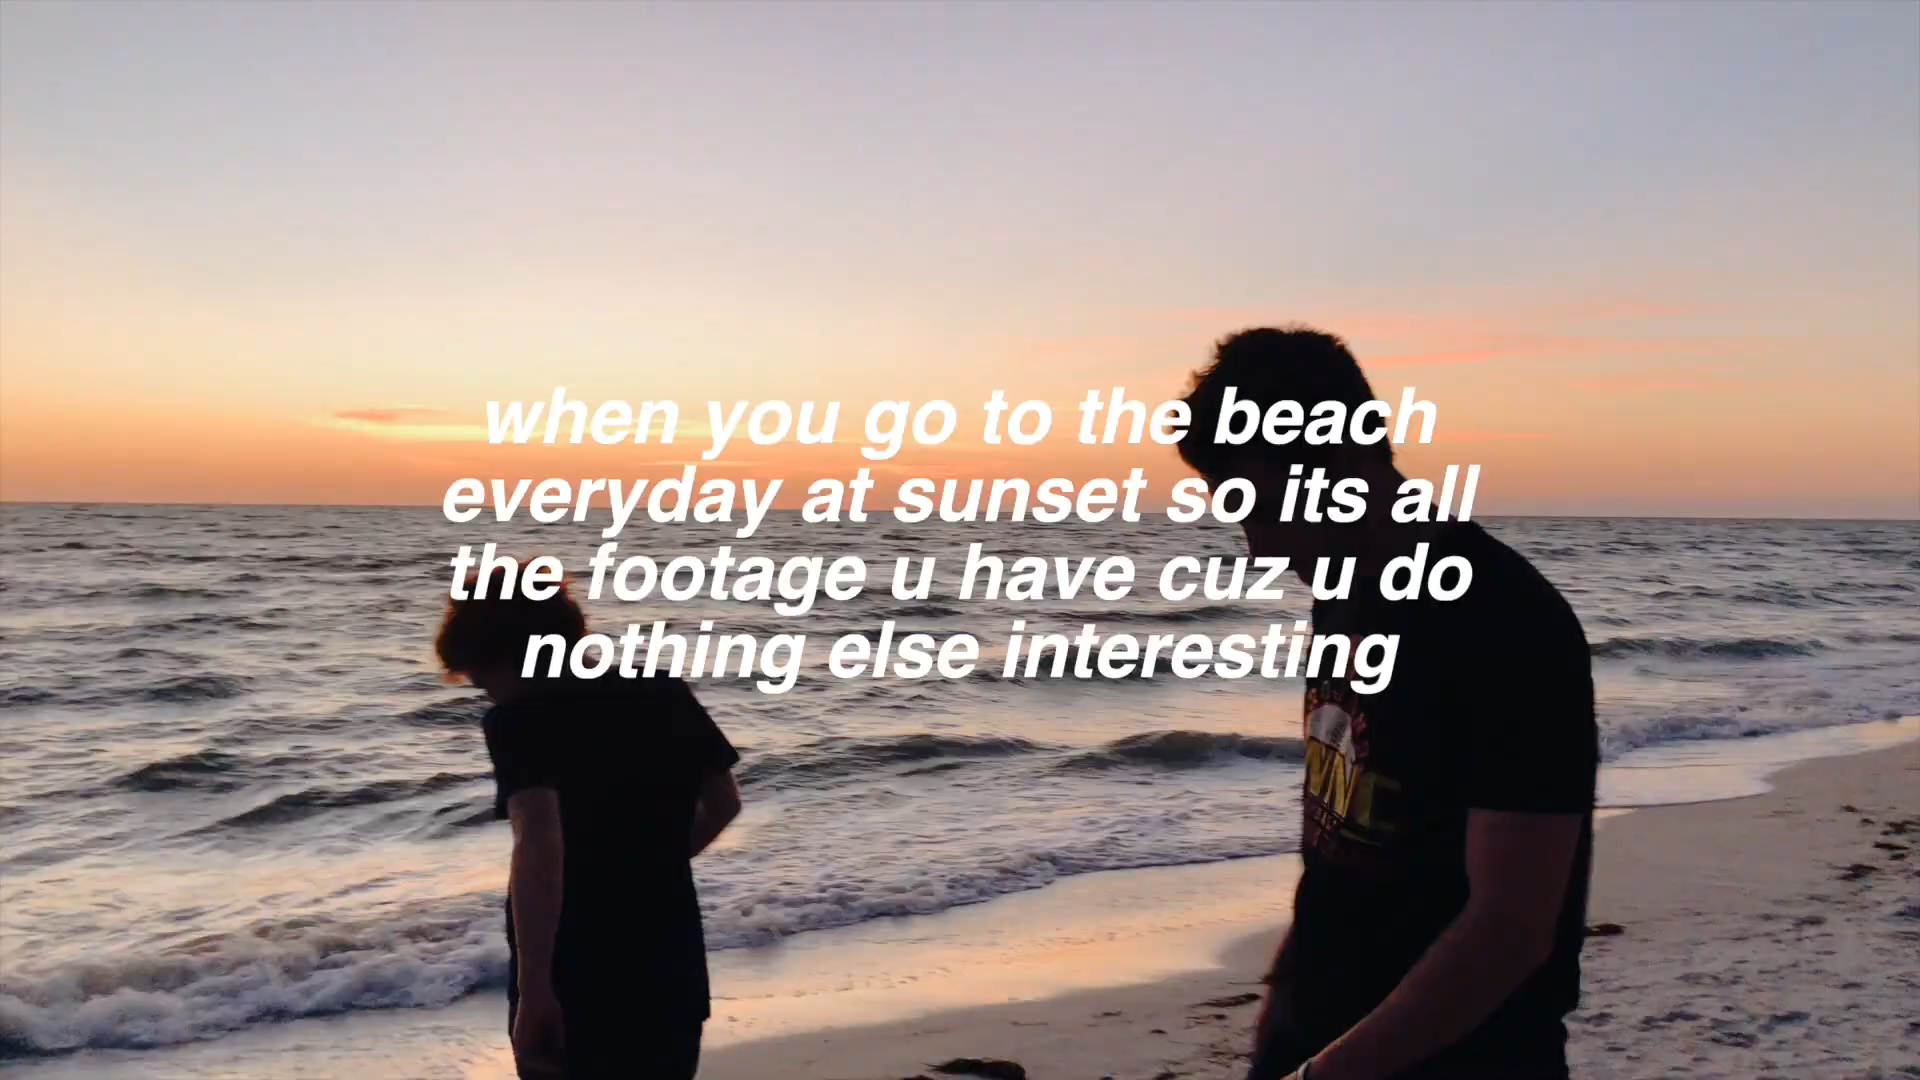 when you go to the beach
everyday at sunset so its all
the footage u have cuz u do
nothing else interesting